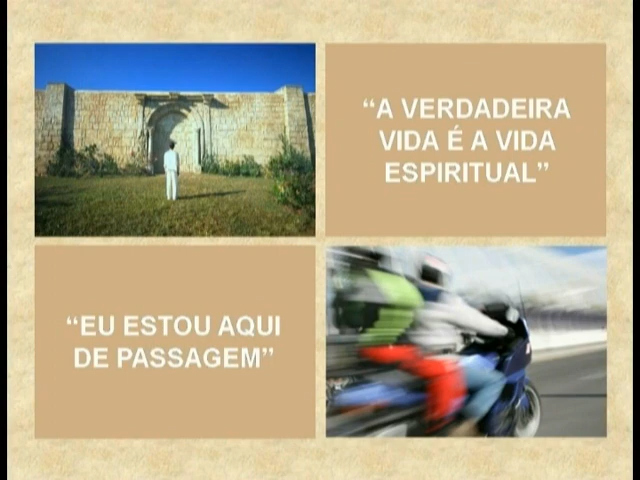 “A VERDADEIRA
VIDA É A VIDA
ESPIRITUAL”
“EU ESTOU AQUI
DE PASSAGEM”